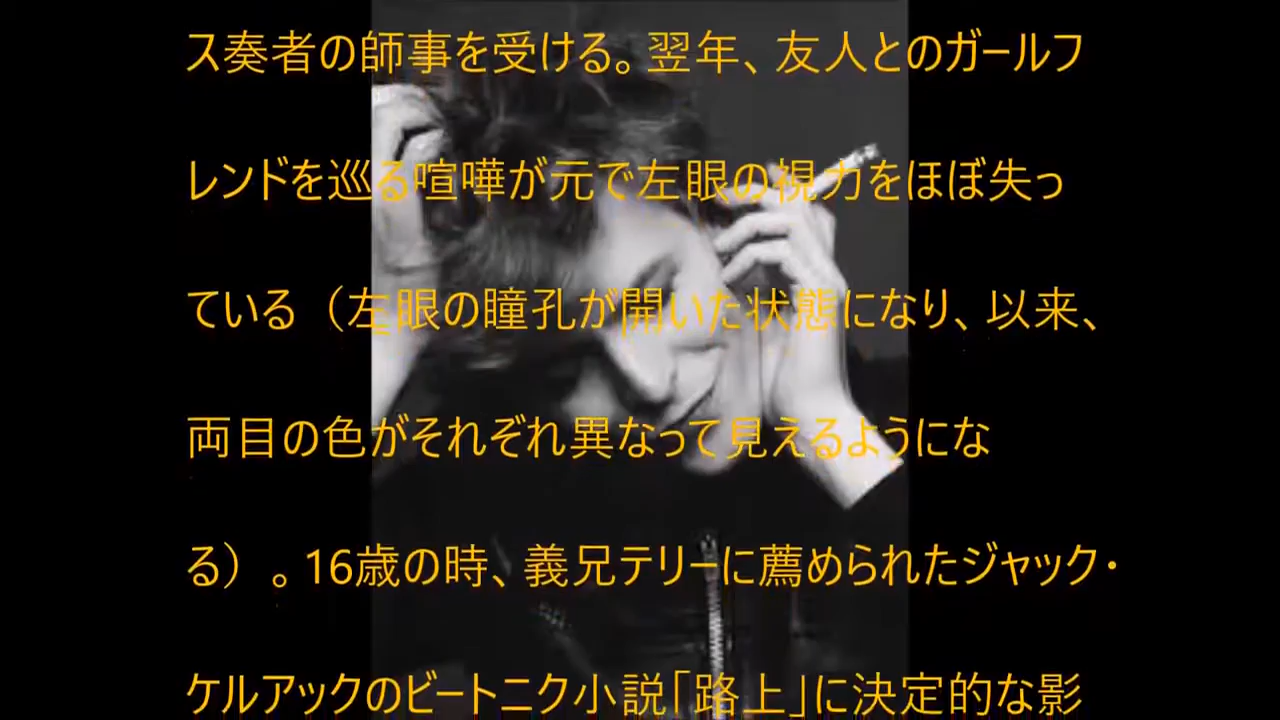 ス奏者の師事を受ける。翌年、友人とのガールフ
レンドを巡る喧嘩が元で左眼の視力をほぼ失っ
ている（左眼の瞳孔が開いた状態になり、以来、
両目の色がそれぞれ異なって見えるようにな
る）。16歳の時、義兄テリーに薦められたジャック・
ケルアックのビートニク小説「路上」に決定的な影